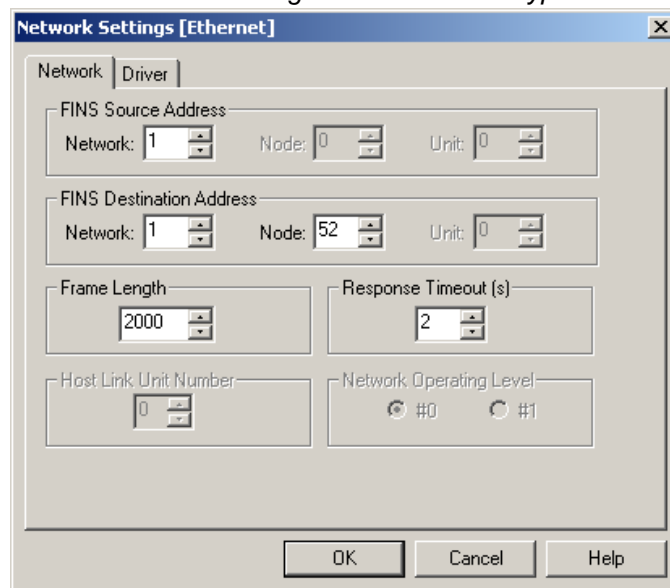 Network Settings [Ethernet]
Network Driver
FINS Source Address
Network: 1 Node: 0 Unit: 0
FINS Destination Address
Network: 1 Node: 52 Unit: 0
Frame Length Response Timeout (s)
2000 2
Host Link Unit Number Network Operating Level
0 #0 #1
OK Cancel Help